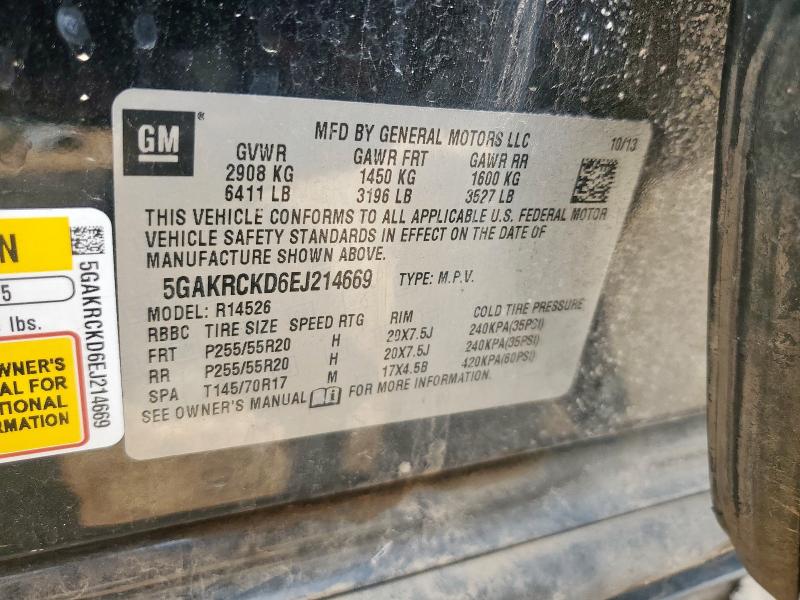 GM ®
MFD BY GENERAL MOTORS LLC 10/13
GVWR GAWR FRT GAWR RR
2908 KG 1450 KG 1600 KG
6411 LB 3196 LB 3527 LB
THIS VEHICLE CONFORMS TO ALL APPLICABLE U.S. FEDERAL MOTOR
VEHICLE SAFETY STANDARDS IN EFFECT ON THE DATE OF
MANUFACTURE SHOWN ABOVE.
5GAKRCKD6EJ214669 TYPE: M.P.V.
MODEL: R14526
RBBC TIRE SIZE SPEED RTG RIM COLD TIRE PRESSURE
FRT P255/55R20 H 20X7.5J 240KPA(35PSI)
RR P255/55R20 H 20X7.5J 240KPA(35PSI)
SPA T145/70R17 M 17X4.5B 420KPA(60PSI)
SEE OWNER'S MANUAL FOR MORE INFORMATION.
N
5
lbs.
WNER'S
AL FOR
TIONAL
RMATION
5GAKRCKD6EJ214669